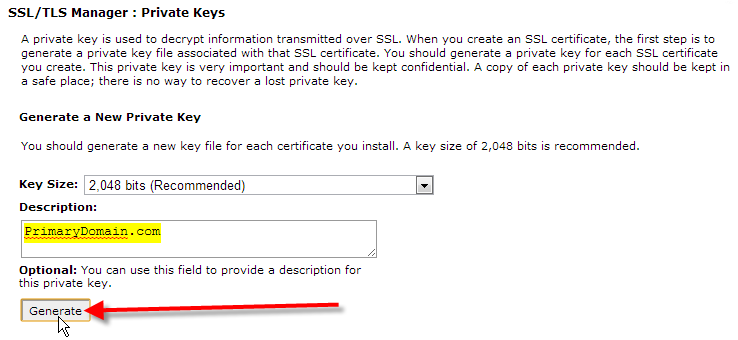 SSL/TLS Manager : Private Keys
A private key is used to decrypt information transmitted over SSL. When you create an SSL certificate, the first step is to
generate a private key file associated with that SSL certificate. You should generate a private key for each SSL certificate
you create. This private key is very important and should be kept confidential. A copy of each private key should be kept in
a safe place; there is no way to recover a lost private key.
Generate a New Private Key
You should generate a new key file for each certificate you install. A key size of 2,048 bits is recommended.
Key Size: 2,048 bits (Recommended)
Description:
PrimaryDomain.com
Optional: You can use this field to provide a description for
this private key.
Generate